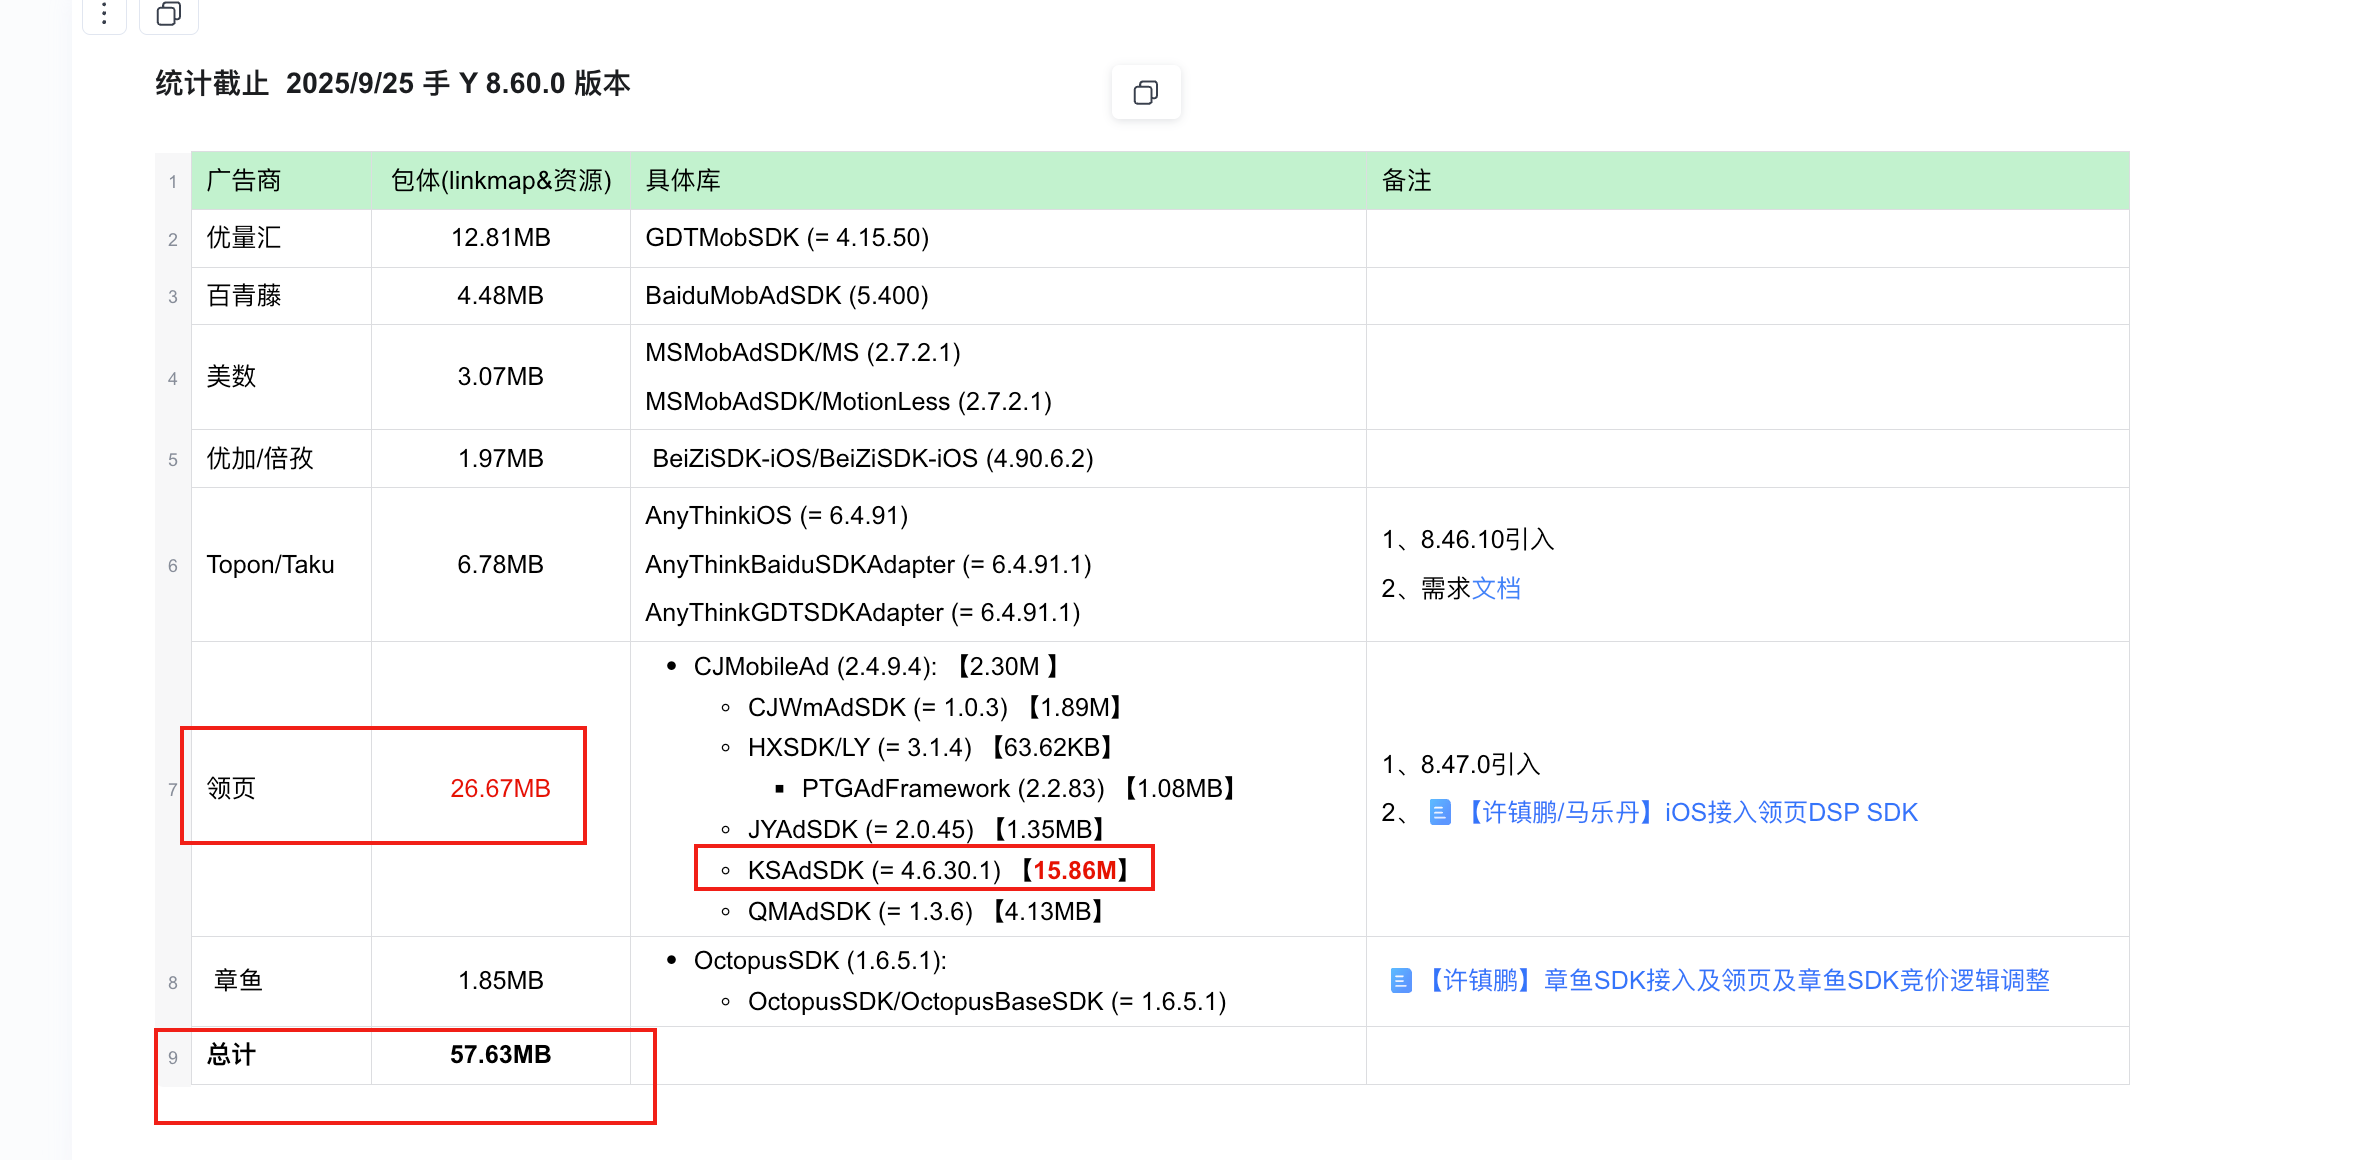 统计截止 2025/9/25 手 Y 8.60.0 版本
1 广告商 包体(linkmap&资源) 具体库 备注
2 优量汇 12.81MB GDTMobSDK (= 4.15.50)
3 百青藤 4.48MB BaiduMobAdSDK (5.400)
4 美数 3.07MB MSMobAdSDK/MS (2.7.2.1)
MSMobAdSDK/MotionLess (2.7.2.1)
5 优加/倍孜 1.97MB BeiZiSDK-iOS/BeiZiSDK-iOS (4.90.6.2)
6 Topon/Taku 6.78MB
AnyThinkiOS (= 6.4.91)
AnyThinkBaiduSDKAdapter (= 6.4.91.1)
AnyThinkGDTSDKAdapter (= 6.4.91.1)
1、8.46.10引入
2、需求文档
7 领页 26.67MB
• CJMobileAd (2.4.9.4): 【2.30M 】
◦ CJWmAdSDK (= 1.0.3) 【1.89M】
◦ HXSDK/LY (= 3.1.4) 【63.62KB】
▪ PTGAdFramework (2.2.83) 【1.08MB】
◦ JYAdSDK (= 2.0.45) 【1.35MB】
◦ KSAdSDK (= 4.6.30.1) 【15.86M】
◦ QMAdSDK (= 1.3.6) 【4.13MB】
1、8.47.0引入
2、【许镇鹏/马乐丹】iOS接入领页DSP SDK
8 章鱼 1.85MB
• OctopusSDK (1.6.5.1):
◦ OctopusSDK/OctopusBaseSDK (= 1.6.5.1)
【许镇鹏】章鱼SDK接入及领页及章鱼SDK竞价逻辑调整
9 总计 57.63MB